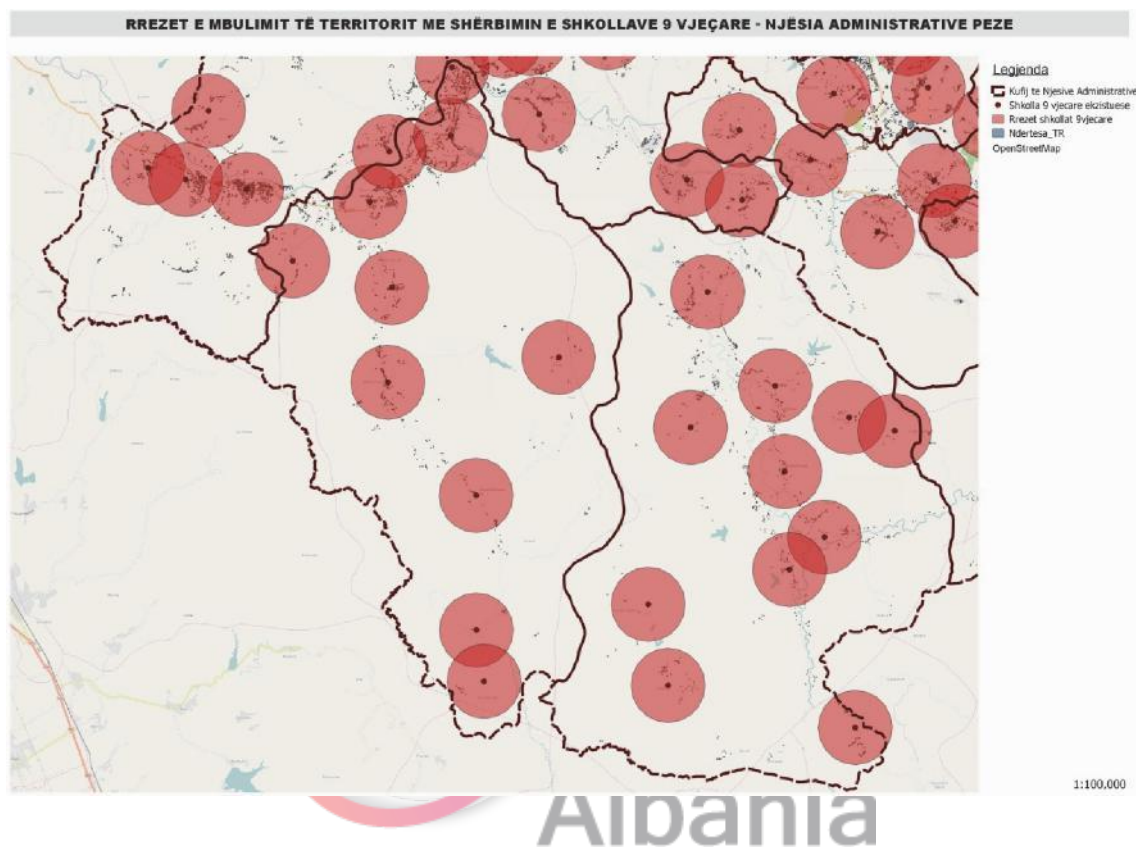 RREZET E MBULIMIT TË TERRITORIT ME SHËRBIMIN E SHKOLLAVE 9 VJEÇARE - NJËSIA ADMINISTRATIVE PEZE
Legjenda
Kufij te Njesive Administrative
Shkolla 9 vjecare ekzistuese
Rrezet shkollat 9vjecare
Ndertesa_TR
OpenStreetMap
1:100,000
Albania